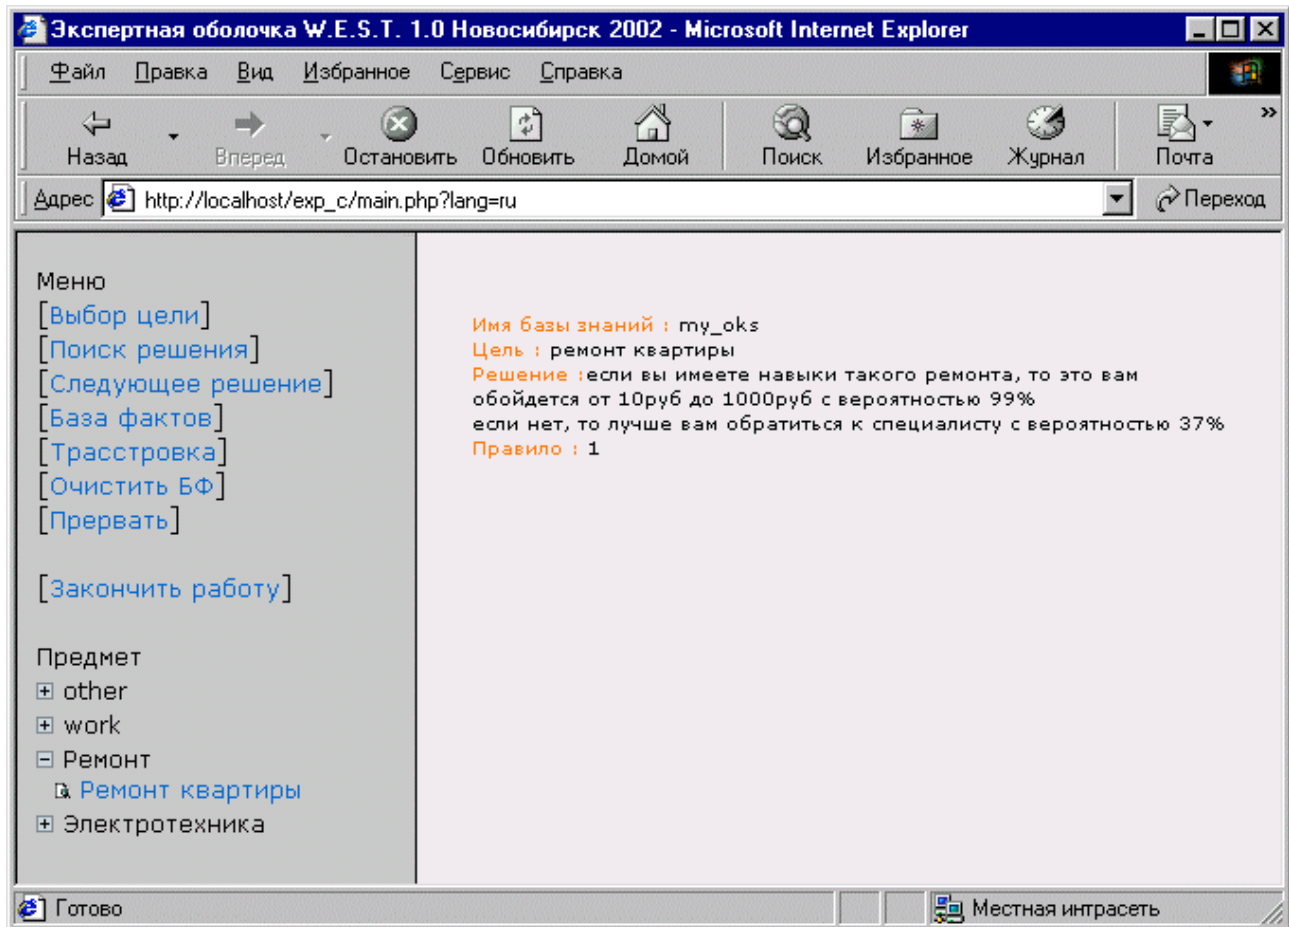 Экспертная оболочка W.E.S.T. 1.0 Новосибирск 2002 - Microsoft Internet Explorer
Файл Правка Вид Избранное Сервис Справка
Назад Вперед Остановить Обновить Домой Поиск Избранное Журнал Почта »
Адрес http://localhost/exp_c/main.php?lang=ru Переход
Меню
[Выбор цели]
[Поиск решения]
[Следующее решение]
[База фактов]
[Трасстровка]
[Очистить БФ]
[Прервать]
[Закончить работу]
Предмет
other
work
Ремонт
Ремонт квартиры
Электротехника
Имя базы знаний : my_oks
Цель : ремонт квартиры
Решение :если вы имеете навыки такого ремонта, то это вам
обойдется от 10руб до 1000руб с вероятностью 99%
если нет, то лучше вам обратиться к специалисту с вероятностью 37%
Правило : 1
Готово Местная интрасеть